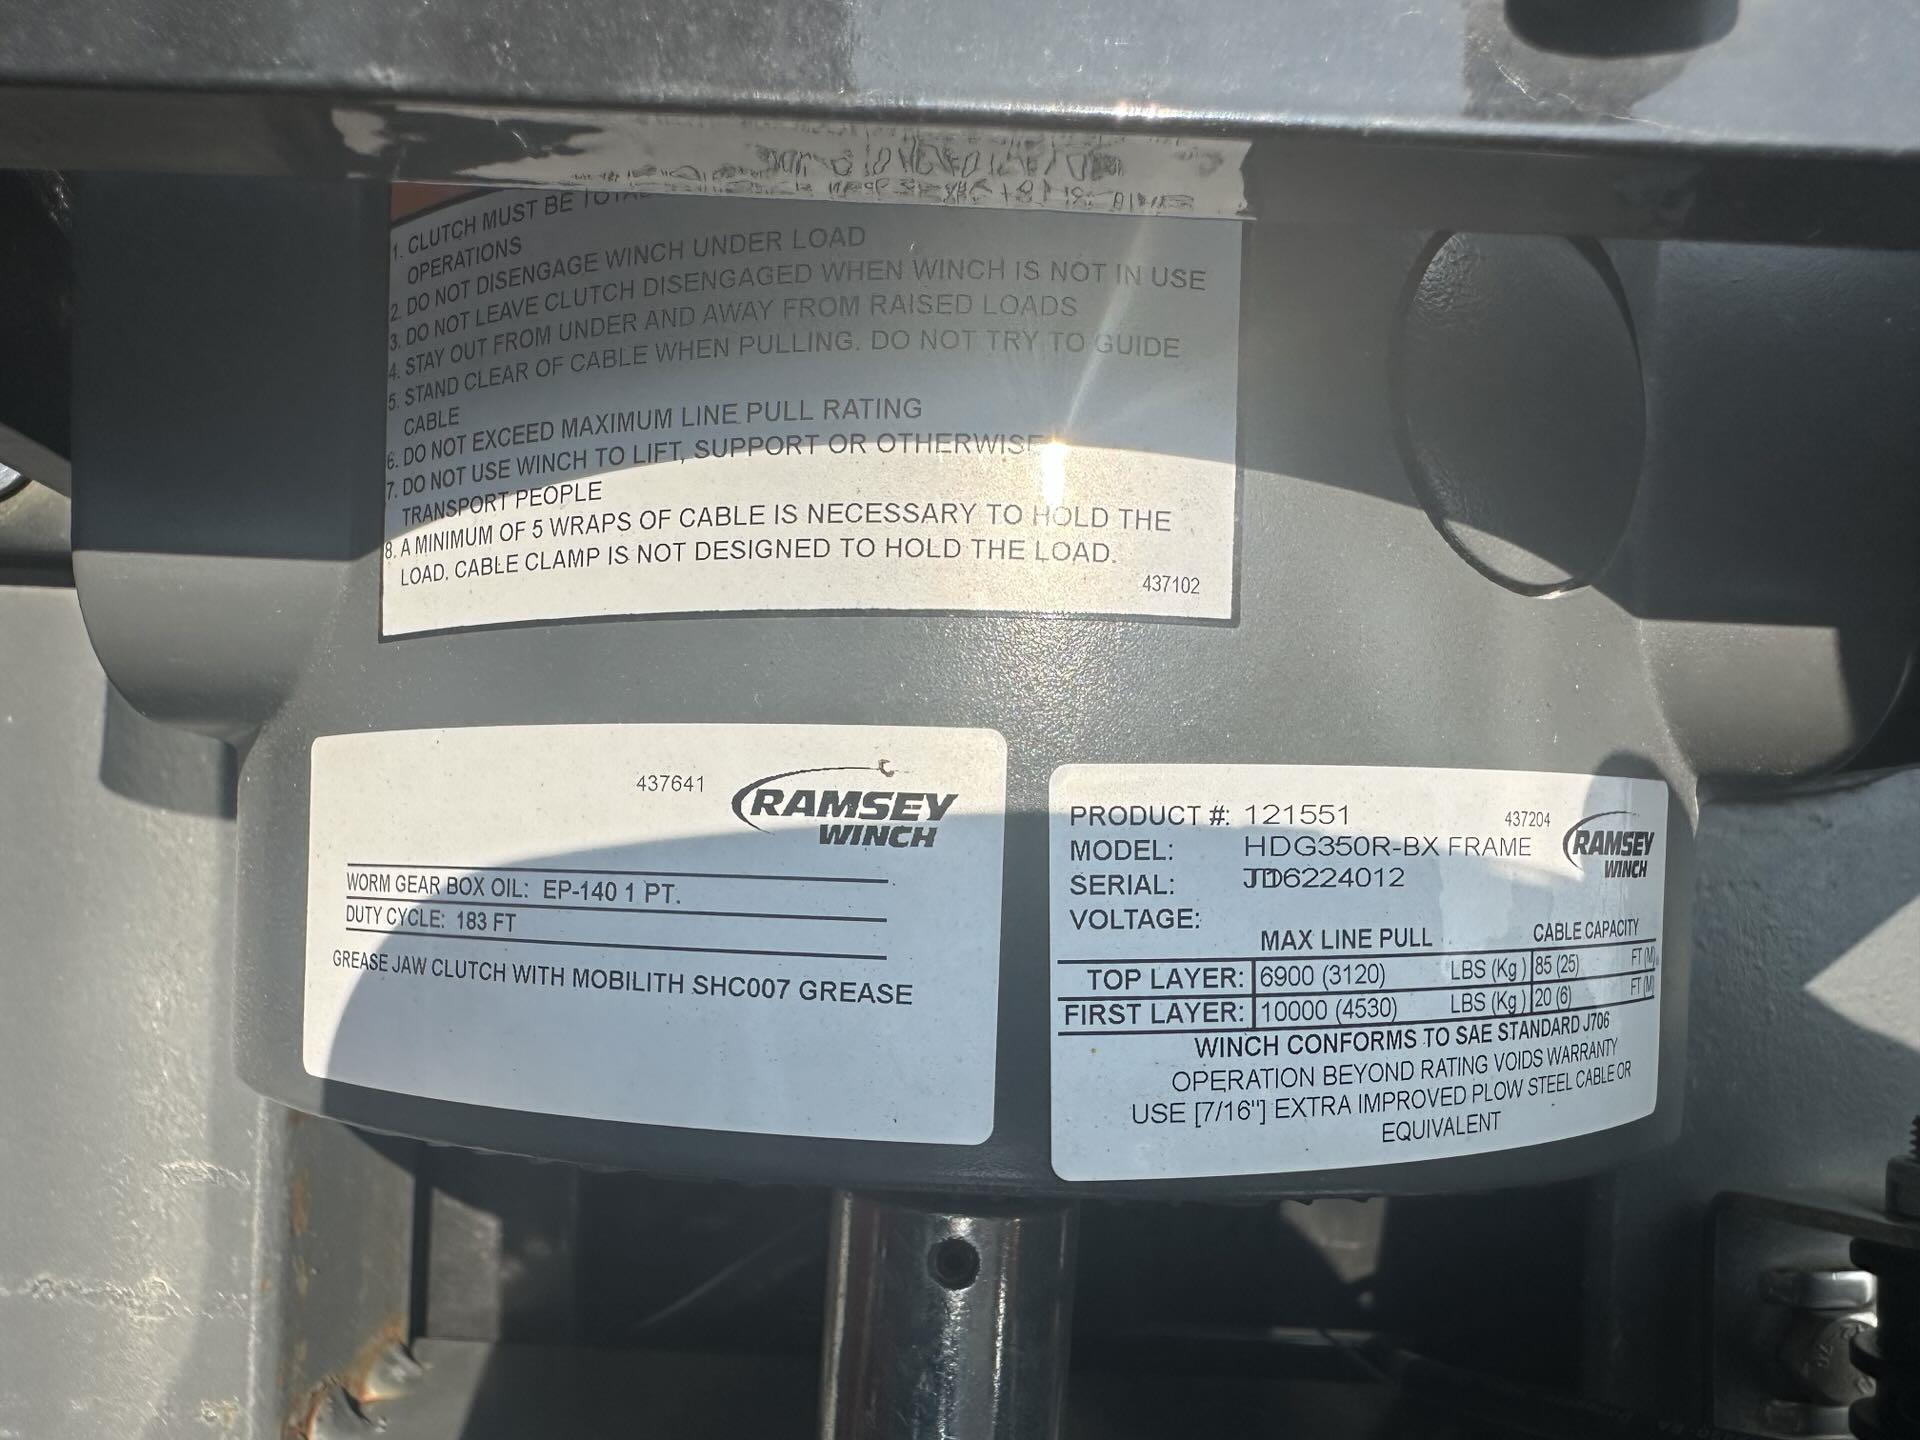 1. CLUTCH MUST BE
OPERATIONS
2. DO NOT DISENGAGE WINCH UNDER LOAD
3. DO NOT LEAVE CLUTCH DISENGAGED WHEN WINCH IS NOT IN USE
4. STAY OUT FROM UNDER AND AWAY FROM RAISED LOADS
5. STAND CLEAR OF CABLE WHEN PULLING. DO NOT TRY TO GUIDE
CABLE
6. DO NOT EXCEED MAXIMUM LINE PULL RATING
7. DO NOT USE WINCH TO LIFT, SUPPORT OR OTHERWISE
TRANSPORT PEOPLE
8. A MINIMUM OF 5 WRAPS OF CABLE IS NECESSARY TO HOLD THE
LOAD. CABLE CLAMP IS NOT DESIGNED TO HOLD THE LOAD.
437102
437641
RAMSEY
WINCH
WORM GEAR BOX OIL: EP-140 1 PT.
DUTY CYCLE: 183 FT
GREASE JAW CLUTCH WITH MOBILITH SHC007 GREASE
PRODUCT #: 121551 437204
MODEL: HDG350R-BX FRAME
RAMSEY
WINCH
SERIAL: 6224012
VOLTAGE:
MAX LINE PULL CABLE CAPACITY
TOP LAYER: 6900 (3120) LBS (Kg) 85 (25) FT (M)
FIRST LAYER: 10000 (4530) LBS (Kg) 20 (6) FT (M)
WINCH CONFORMS TO SAE STANDARD J706
OPERATION BEYOND RATING VOIDS WARRANTY
USE [7/16"] EXTRA IMPROVED PLOW STEEL CABLE OR
EQUIVALENT